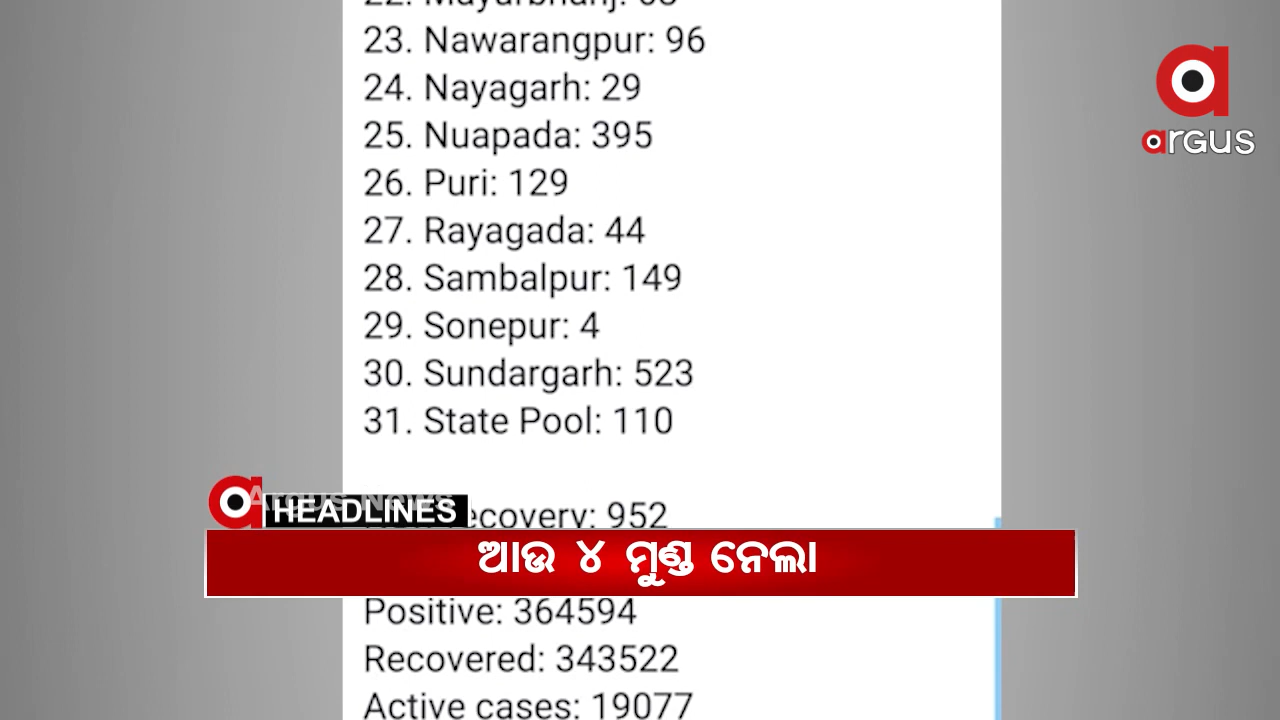 23. Nawarangpur: 96
24. Nayagarh: 29
25. Nuapada: 395
26. Puri: 129
27. Rayagada: 44
28. Sambalpur: 149
29. Sonepur: 4
30. Sundargarh: 523
31. State Pool: 110
argus
Argus News
HEADLINES
ecovery: 952
ଆଉ ୪ ମୁଣ୍ଡ ନେଲା
Positive: 364594
Recovered: 343522
Active cases: 19077